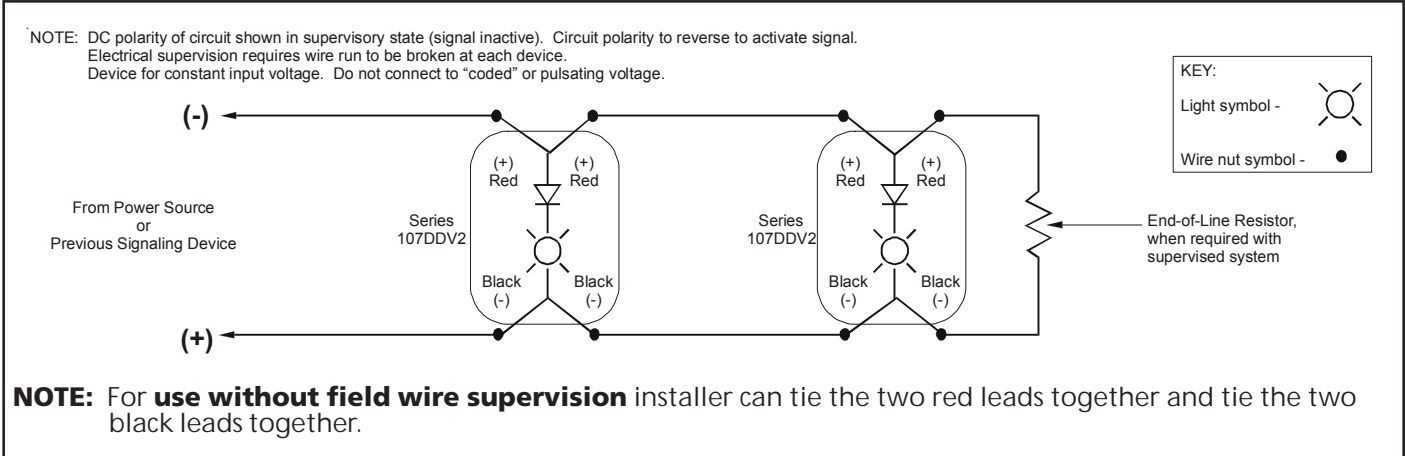 NOTE: DC polarity of circuit shown in supervisory state (signal inactive). Circuit polarity to reverse to activate signal.
Electrical supervision requires wire run to be broken at each device.
Device for constant input voltage. Do not connect to “coded” or pulsating voltage.
KEY:
Light symbol -
Wire nut symbol -
(-)
(+)
Red
(+)
Red
(+)
Red
(+)
Red
From Power Source
or
Previous Signaling Device
Series
107DDV2
Series
107DDV2
End-of-Line Resistor,
when required with
supervised system
Black
(-)
Black
(-)
Black
(-)
Black
(-)
(+)
NOTE: For use without field wire supervision installer can tie the two red leads together and tie the two
black leads together.